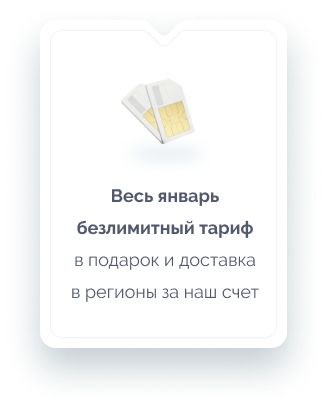 Весь январь
безлимитный тариф
в подарок и доставка
в регионы за наш счет